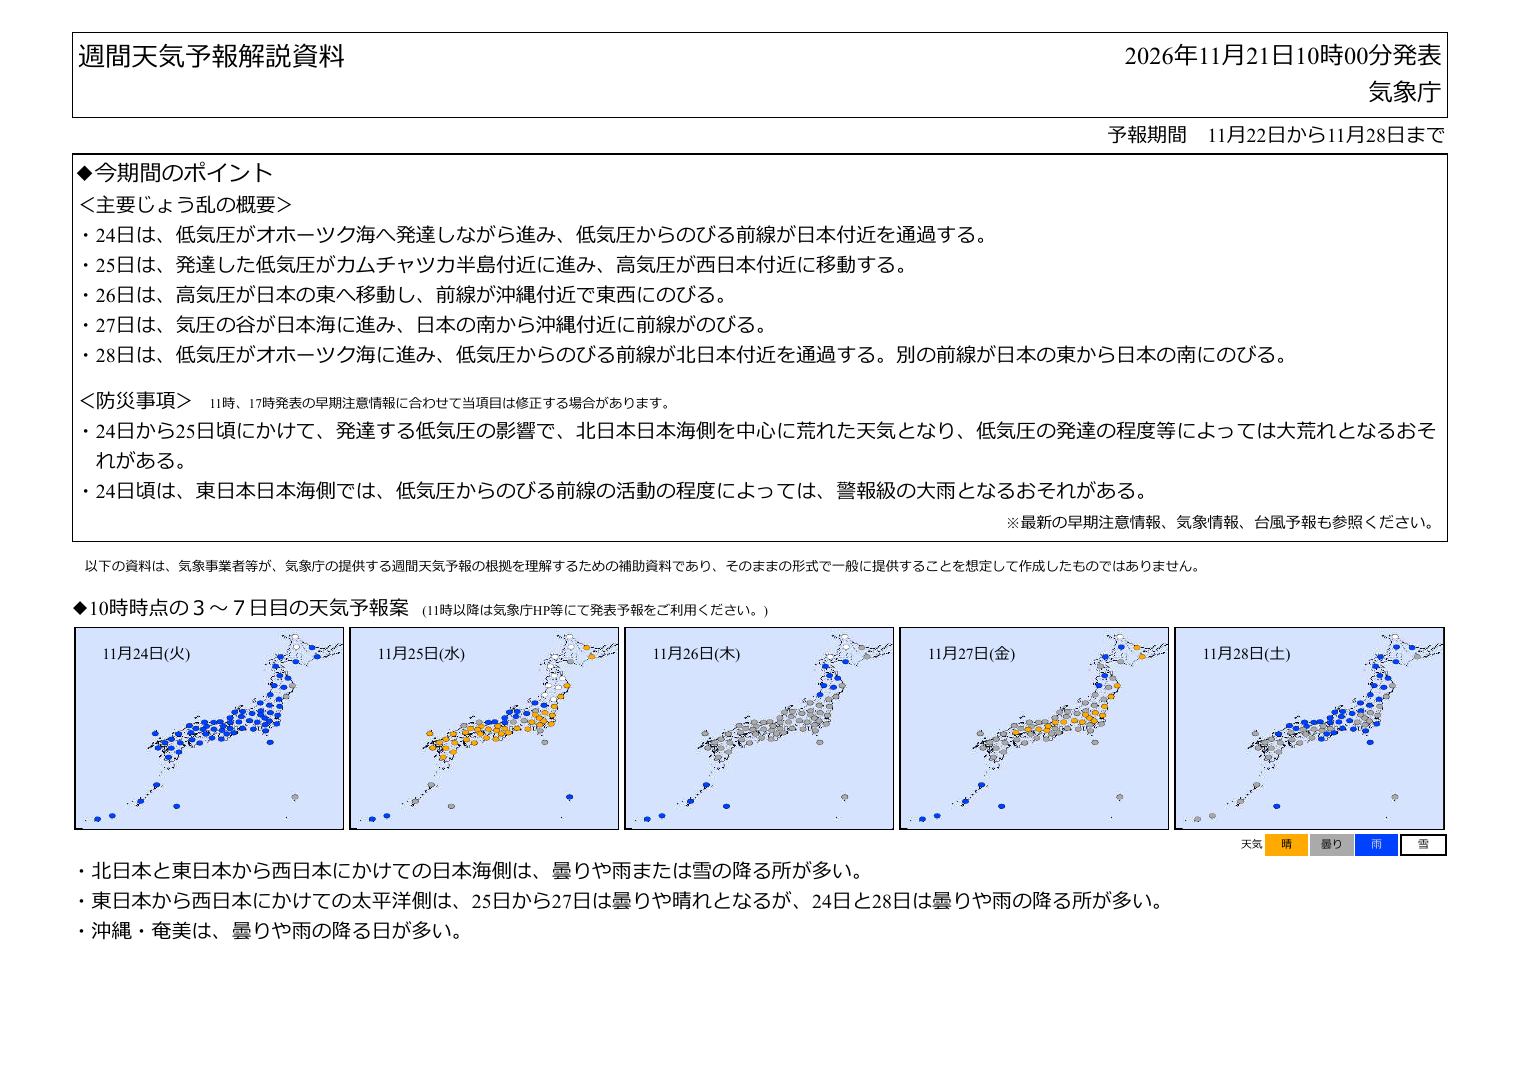 週間天気予報解説資料
2026年11月21日10時00分発表
気象庁
予報期間　11月22日から11月28日まで
◆今期間のポイント
＜主要じょう乱の概要＞
・24日は、低気圧がオホーツク海へ発達しながら進み、低気圧からのびる前線が日本付近を通過する。
・25日は、発達した低気圧がカムチャツカ半島付近に進み、高気圧が西日本付近に移動する。
・26日は、高気圧が日本の東へ移動し、前線が沖縄付近で東西にのびる。
・27日は、気圧の谷が日本海に進み、日本の南から沖縄付近に前線がのびる。
・28日は、低気圧がオホーツク海に進み、低気圧からのびる前線が北日本付近を通過する。別の前線が日本の東から日本の南にのびる。
＜防災事項＞　11時、17時発表の早期注意情報に合わせて当項目は修正する場合があります。
・24日から25日頃にかけて、発達する低気圧の影響で、北日本日本海側を中心に荒れた天気となり、低気圧の発達の程度等によっては大荒れとなるおそ
れがある。
・24日頃は、東日本日本海側では、低気圧からのびる前線の活動の程度によっては、警報級の大雨となるおそれがある。
※最新の早期注意情報、気象情報、台風予報も参照ください。
以下の資料は、気象事業者等が、気象庁の提供する週間天気予報の根拠を理解するための補助資料であり、そのままの形式で一般に提供することを想定して作成したものではありません。
◆10時時点の３～７日目の天気予報案　(11時以降は気象庁HP等にて発表予報をご利用ください。)
11月24日(火)
11月25日(水)
11月26日(木)
11月27日(金)
11月28日(土)
天気　晴　曇り　雨　雪
・北日本と東日本から西日本にかけての日本海側は、曇りや雨または雪の降る所が多い。
・東日本から西日本にかけての太平洋側は、25日から27日は曇りや晴れとなるが、24日と28日は曇りや雨の降る所が多い。
・沖縄・奄美は、曇りや雨の降る日が多い。